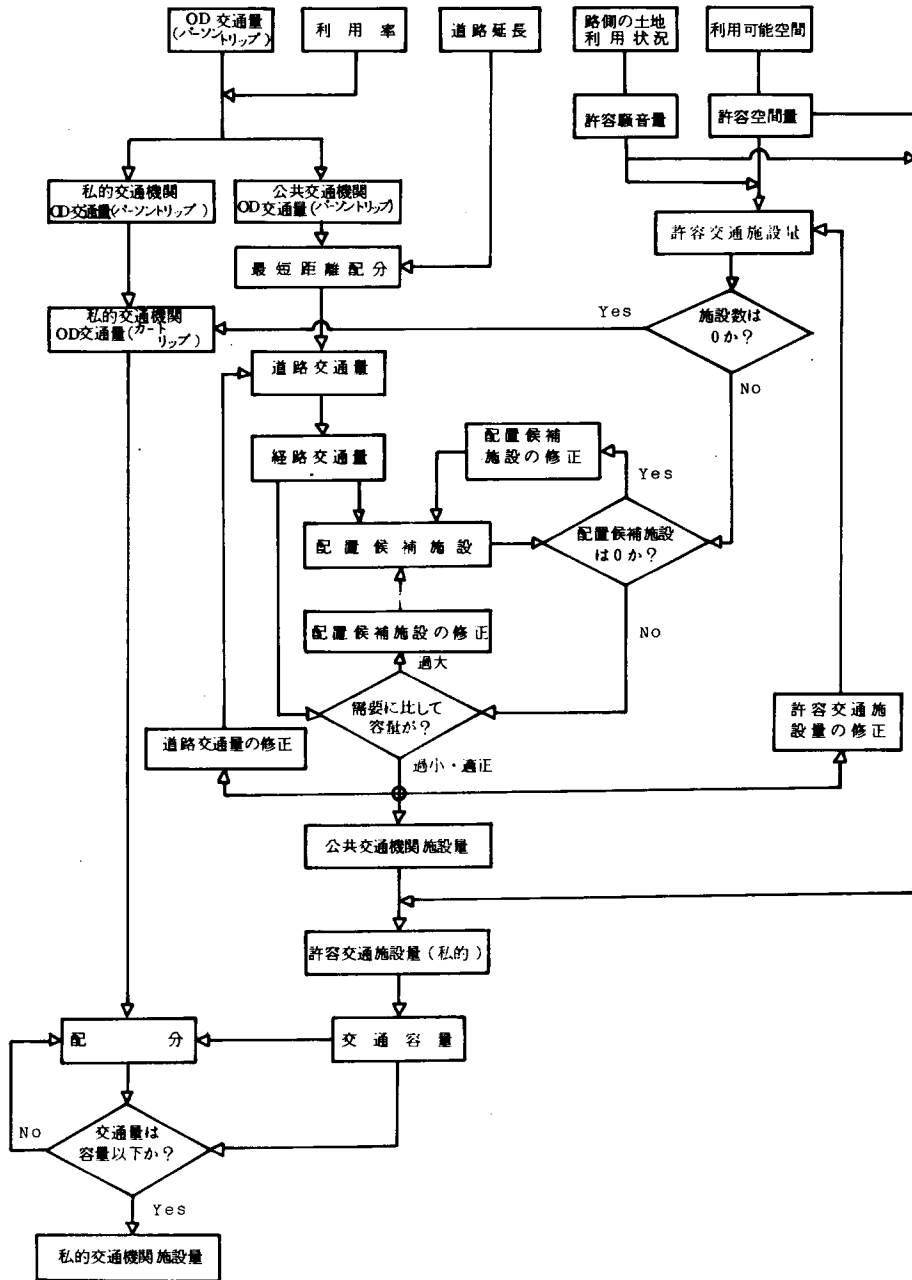 OD 交通量
(パーソントリップ)
利用率
道路延長
路側の土地
利用状況
利用可能空間
許容騒音量
許容空間量
私的交通機関
OD交通量(パーソントリップ)
公共交通機関
OD交通量(パーソントリップ)
許容交通施設量
最短距離配分
私的交通機関
OD交通量(カート
リップ)
Yes
施設数は
0か?
No
道路交通量
経路交通量
配置候補
施設の修正
Yes
配置候補施設
配置候補施設
は0か?
配置候補施設の修正
No
過大
需要に比して
容量が?
道路交通量の修正
許容交通施
設量の修正
過小・適正
公共交通機関施設量
許容交通施設量(私的)
配分
交通容量
No
交通量は
容量以下か?
Yes
私的交通機関施設量